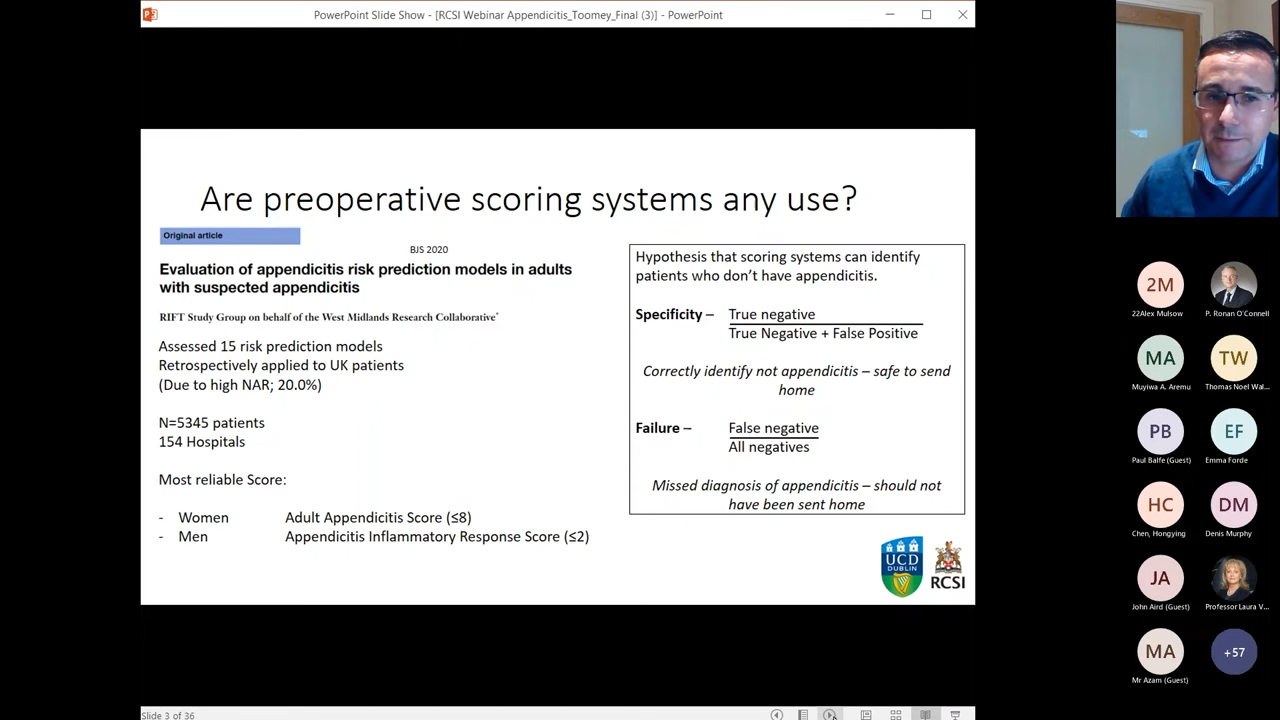 PowerPoint Slide Show - [RCSI Webinar Appendicitis_Toomey_Final (3)] - PowerPoint
Are preoperative scoring systems any use?
Original article
BJS 2020
Evaluation of appendicitis risk prediction models in adults
with suspected appendicitis
RIFT Study Group on behalf of the West Midlands Research Collaborative*
Assessed 15 risk prediction models
Retrospectively applied to UK patients
(Due to high NAR; 20.0%)
N=5345 patients
154 Hospitals
Most reliable Score:
- Women Adult Appendicitis Score (≤8)
- Men Appendicitis Inflammatory Response Score (≤2)
Hypothesis that scoring systems can identify
patients who don't have appendicitis.
Specificity – True negative
True Negative + False Positive
Correctly identify not appendicitis – safe to send
home
Failure – False negative
All negatives
Missed diagnosis of appendicitis – should not
have been sent home
UCD
DUBLIN
RCSI
Slide 3 of 36
2M
22Alex Mulsow
P. Ronan O'Connell
MA
Muyiwa A. Aremu
TW
Thomas Noel Wal...
PB
Paul Balfe (Guest)
EF
Emma Forde
HC
Chen, Hongying
DM
Denis Murphy
JA
John Aird (Guest)
Professor Laura V...
MA
Mr Azam (Guest)
+57